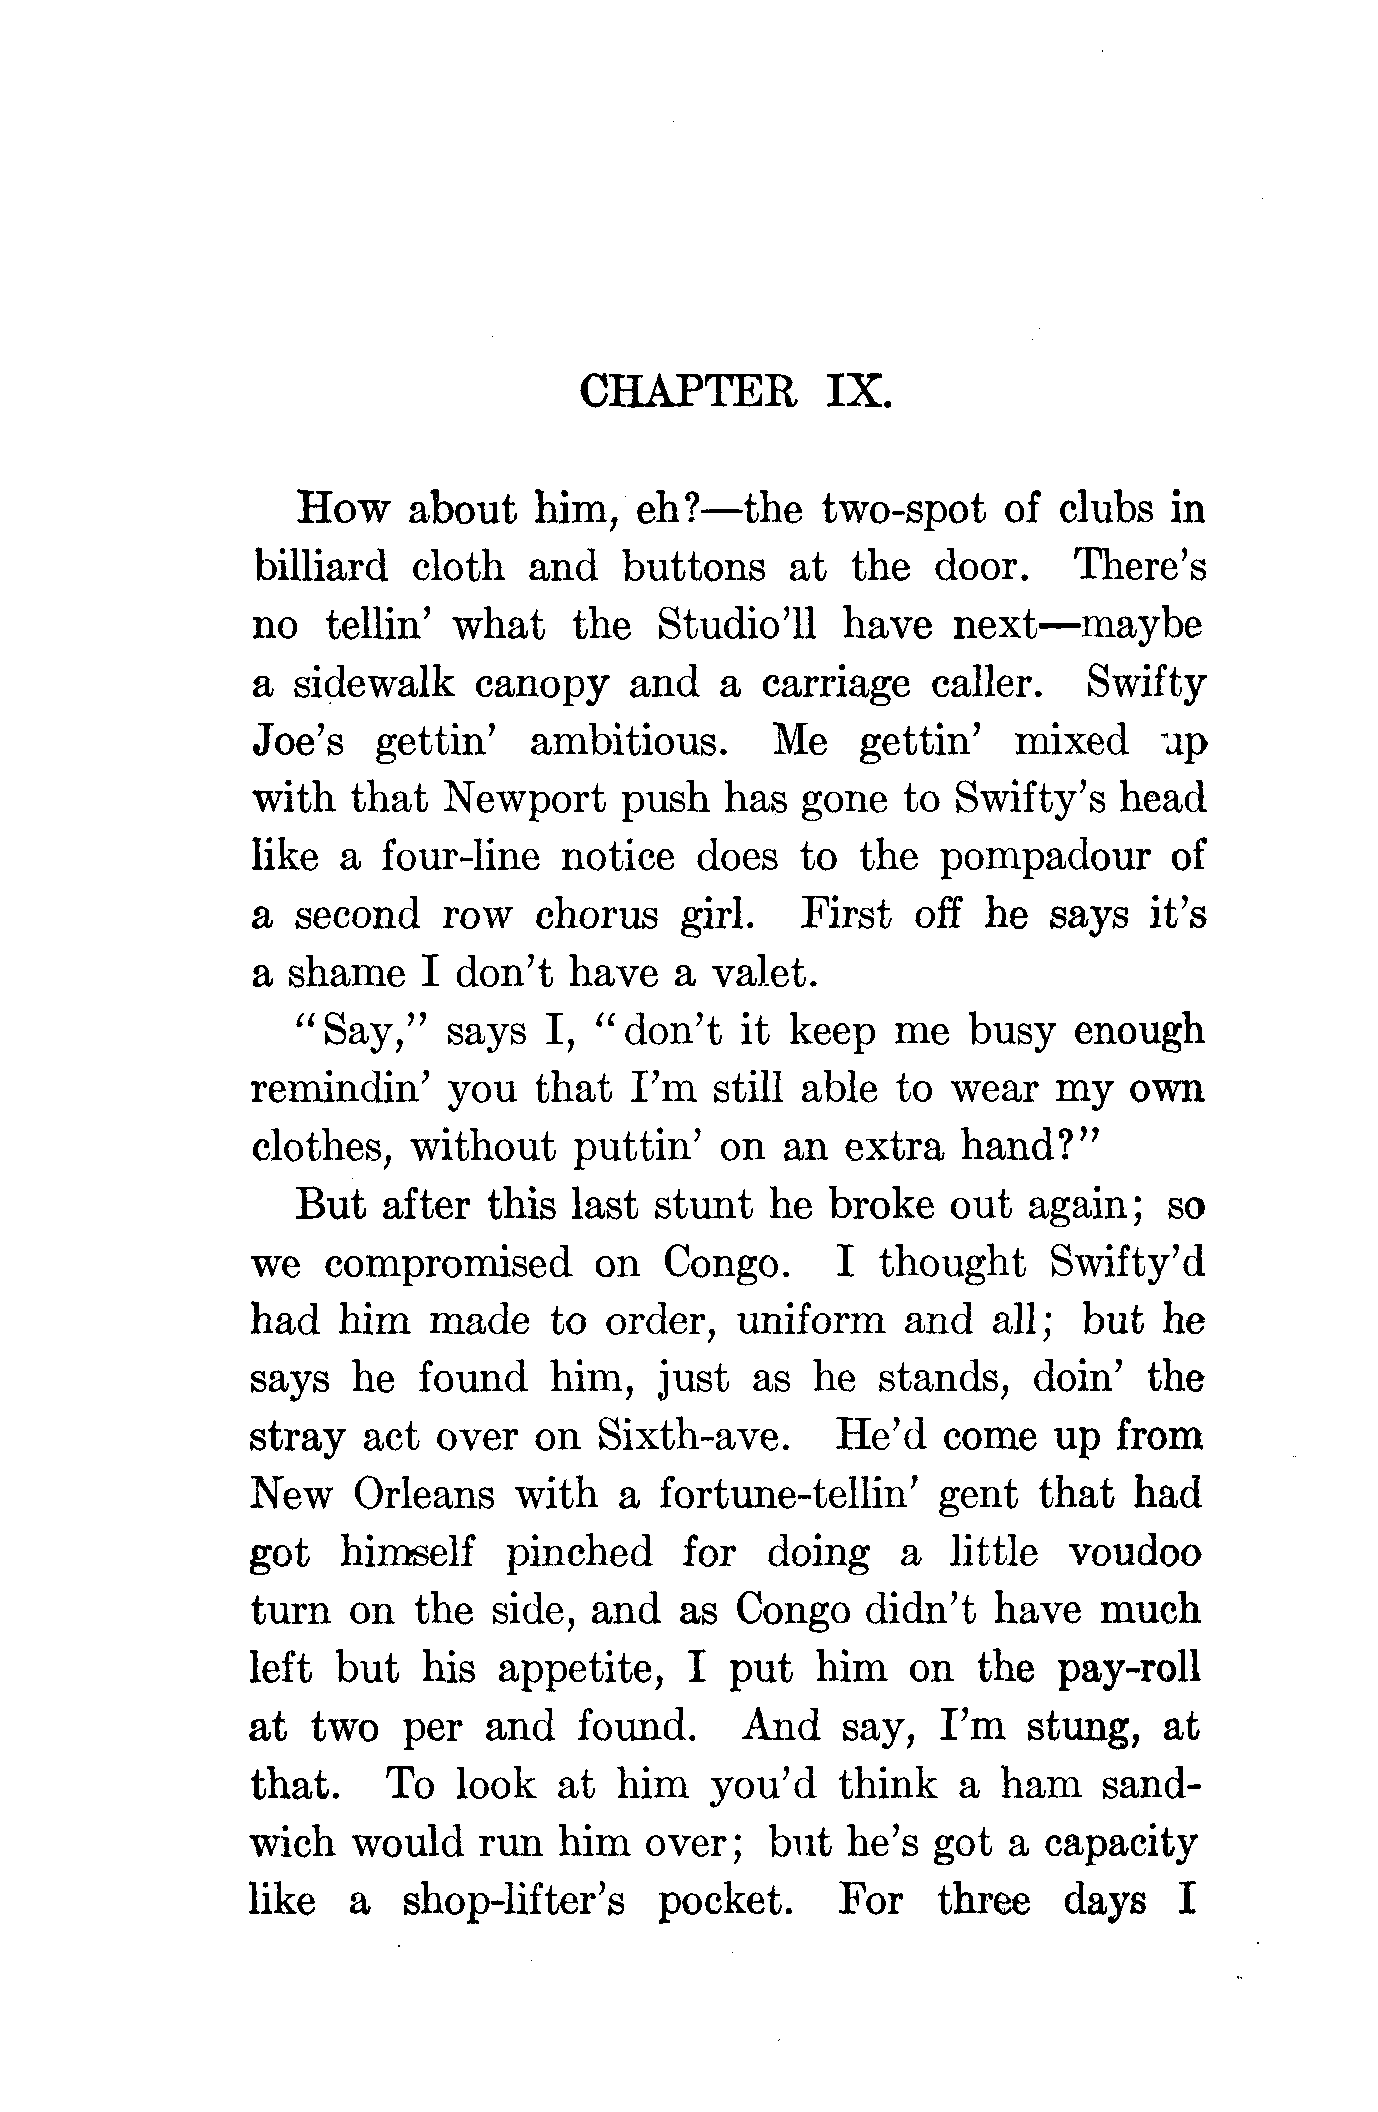 CHAPTER IX.
How about him, eh?—the two-spot of clubs in
billiard cloth and buttons at the door. There's
no tellin' what the Studio'll have next—maybe
a sidewalk canopy and a carriage caller. Swifty
Joe's gettin' ambitious. Me gettin' mixed up
with that Newport push has gone to Swifty's head
like a four-line notice does to the pompadour of
a second row chorus girl. First off he says it's
a shame I don't have a valet.
"Say," says I, "don't it keep me busy enough
remindin' you that I'm still able to wear my own
clothes, without puttin' on an extra hand?"
But after this last stunt he broke out again; so
we compromised on Congo. I thought Swifty'd
had him made to order, uniform and all; but he
says he found him, just as he stands, doin' the
stray act over on Sixth-ave. He'd come up from
New Orleans with a fortune-tellin' gent that had
got himself pinched for doing a little voudoo
turn on the side, and as Congo didn't have much
left but his appetite, I put him on the pay-roll
at two per and found. And say, I'm stung, at
that. To look at him you'd think a ham sand-
wich would run him over; but he's got a capacity
like a shop-lifter's pocket. For three days I